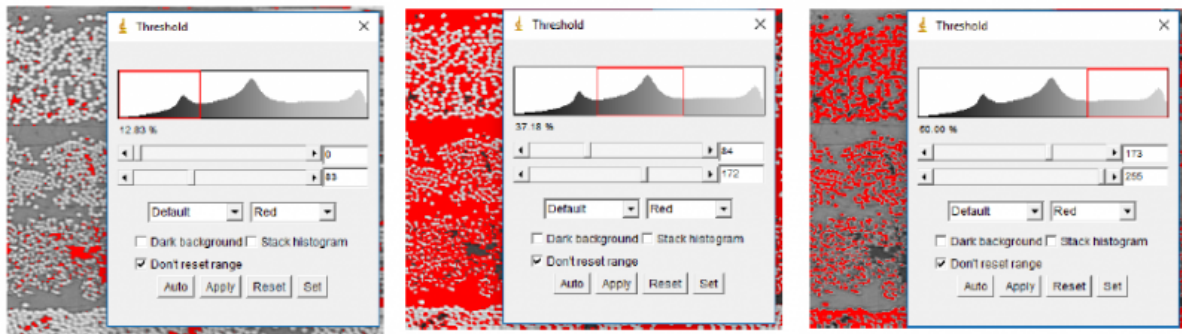 Threshold
12.83 %
0
83
Default
Red
Dark background
Stack histogram
Don't reset range
Auto
Apply
Reset
Set
Threshold
37.18 %
84
172
Default
Red
Dark background
Stack histogram
Don't reset range
Auto
Apply
Reset
Set
Threshold
50.00 %
173
255
Default
Red
Dark background
Stack histogram
Don't reset range
Auto
Apply
Reset
Set